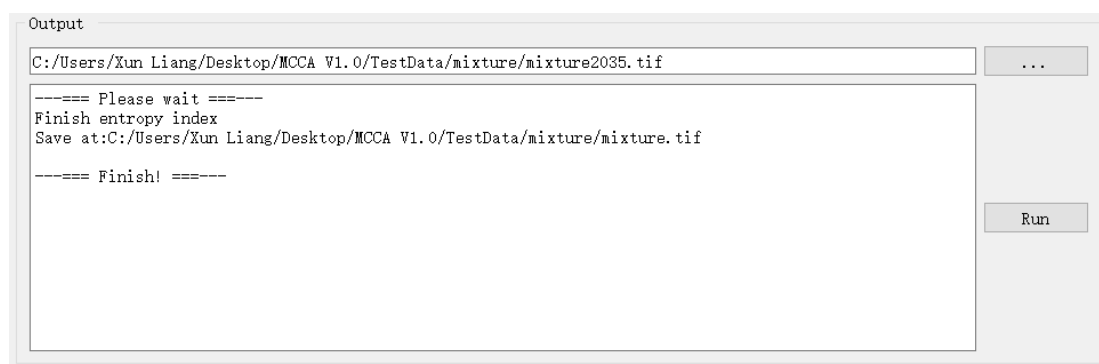 Output
C:/Users/Xun Liang/Desktop/MCCA V1.0/TestData/mixture/mixture2035.tif
...
---=== Please wait ===---
Finish entropy index
Save at:C:/Users/Xun Liang/Desktop/MCCA V1.0/TestData/mixture/mixture.tif
---=== Finish! ===---
Run